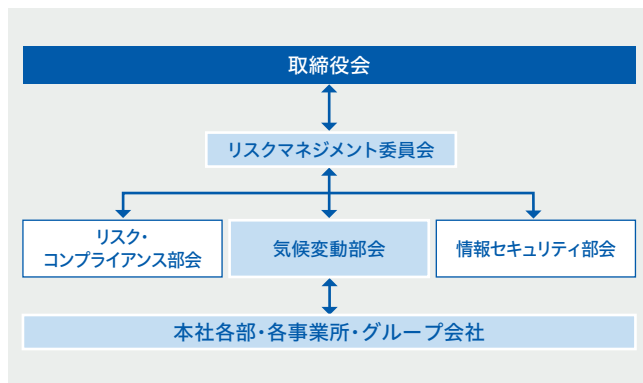 取締役会
リスクマネジメント委員会
リスク・
コンプライアンス部会
気候変動部会
情報セキュリティ部会
本社各部・各事業所・グループ会社